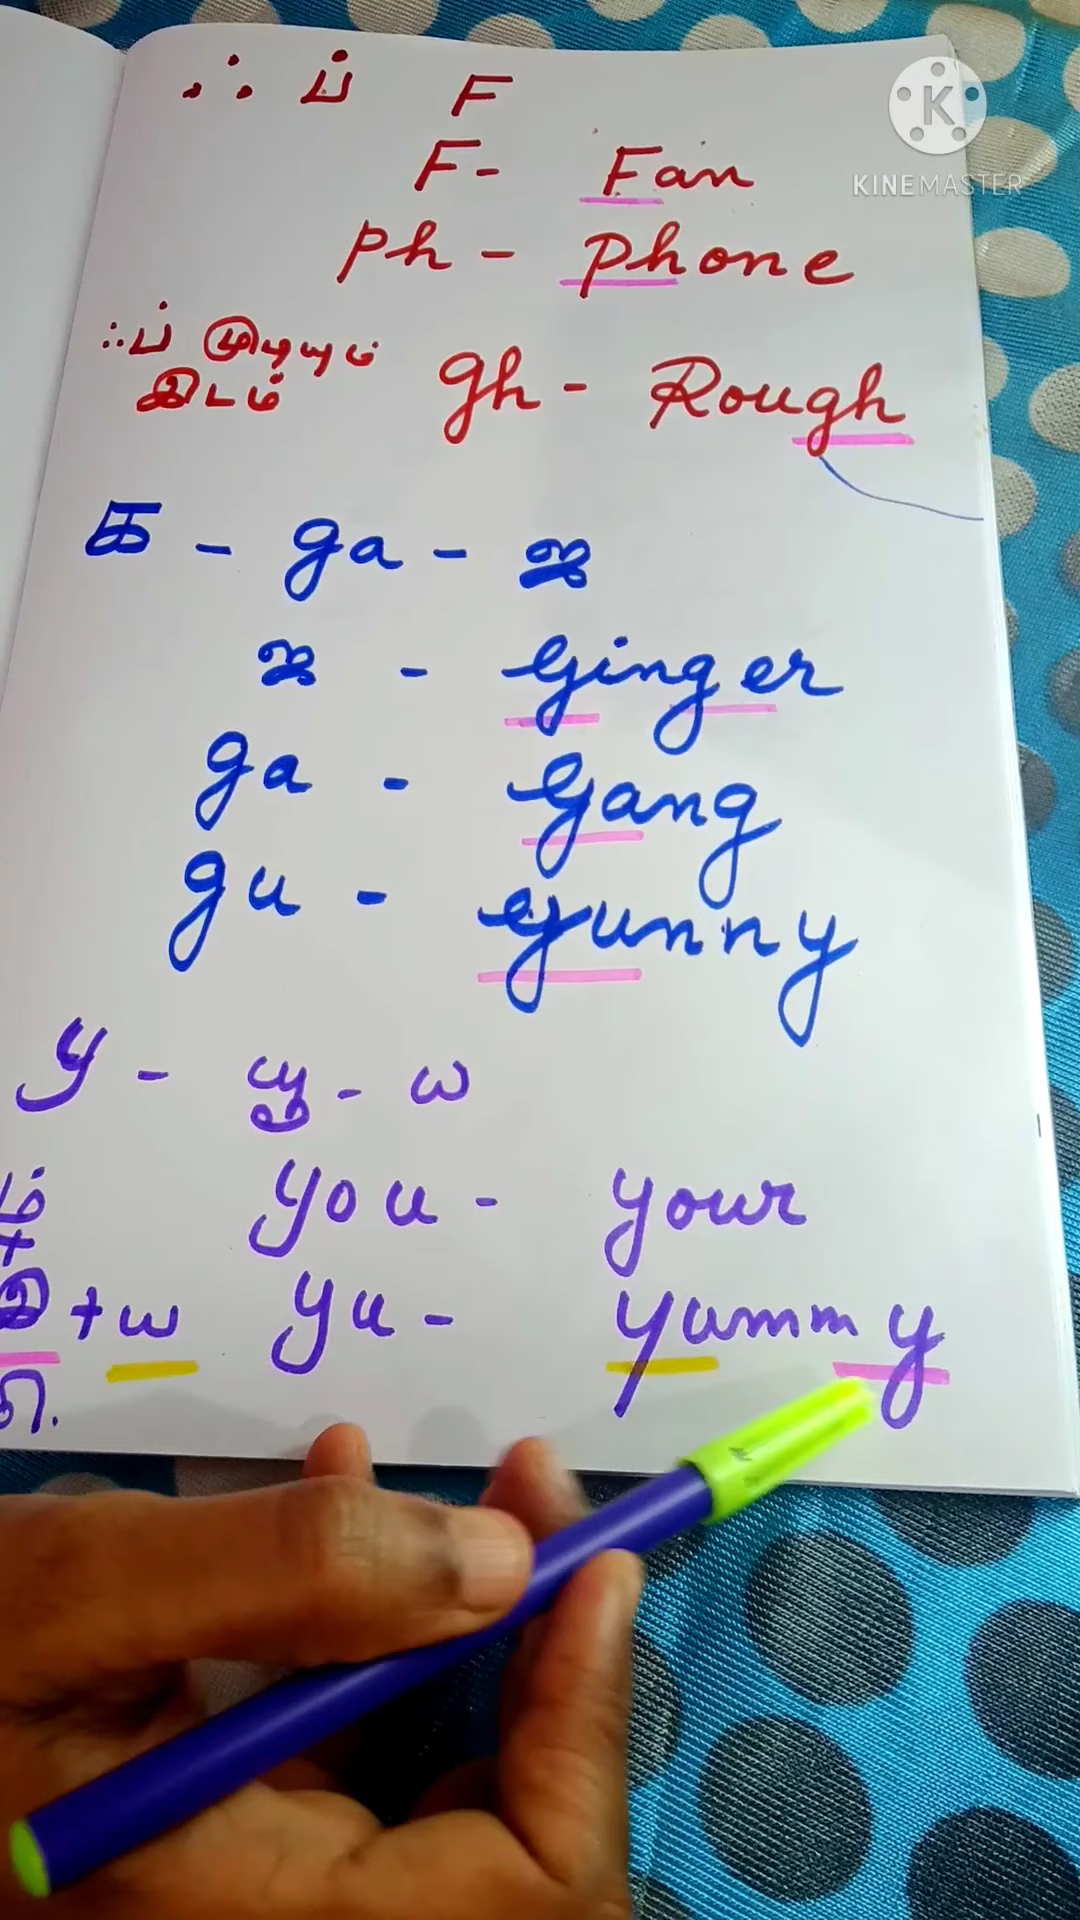 ஃப் F
KINEMASTER
F- Fan
Ph - Phone
ஃப் முடியும்
இடம்
gh - Rough
க - ga - ஜ
ஜ - Ginger
ga - Gang
gu - Gunny
y - யு - ய
you - your
ம்
+
இ + ய yu - yummy